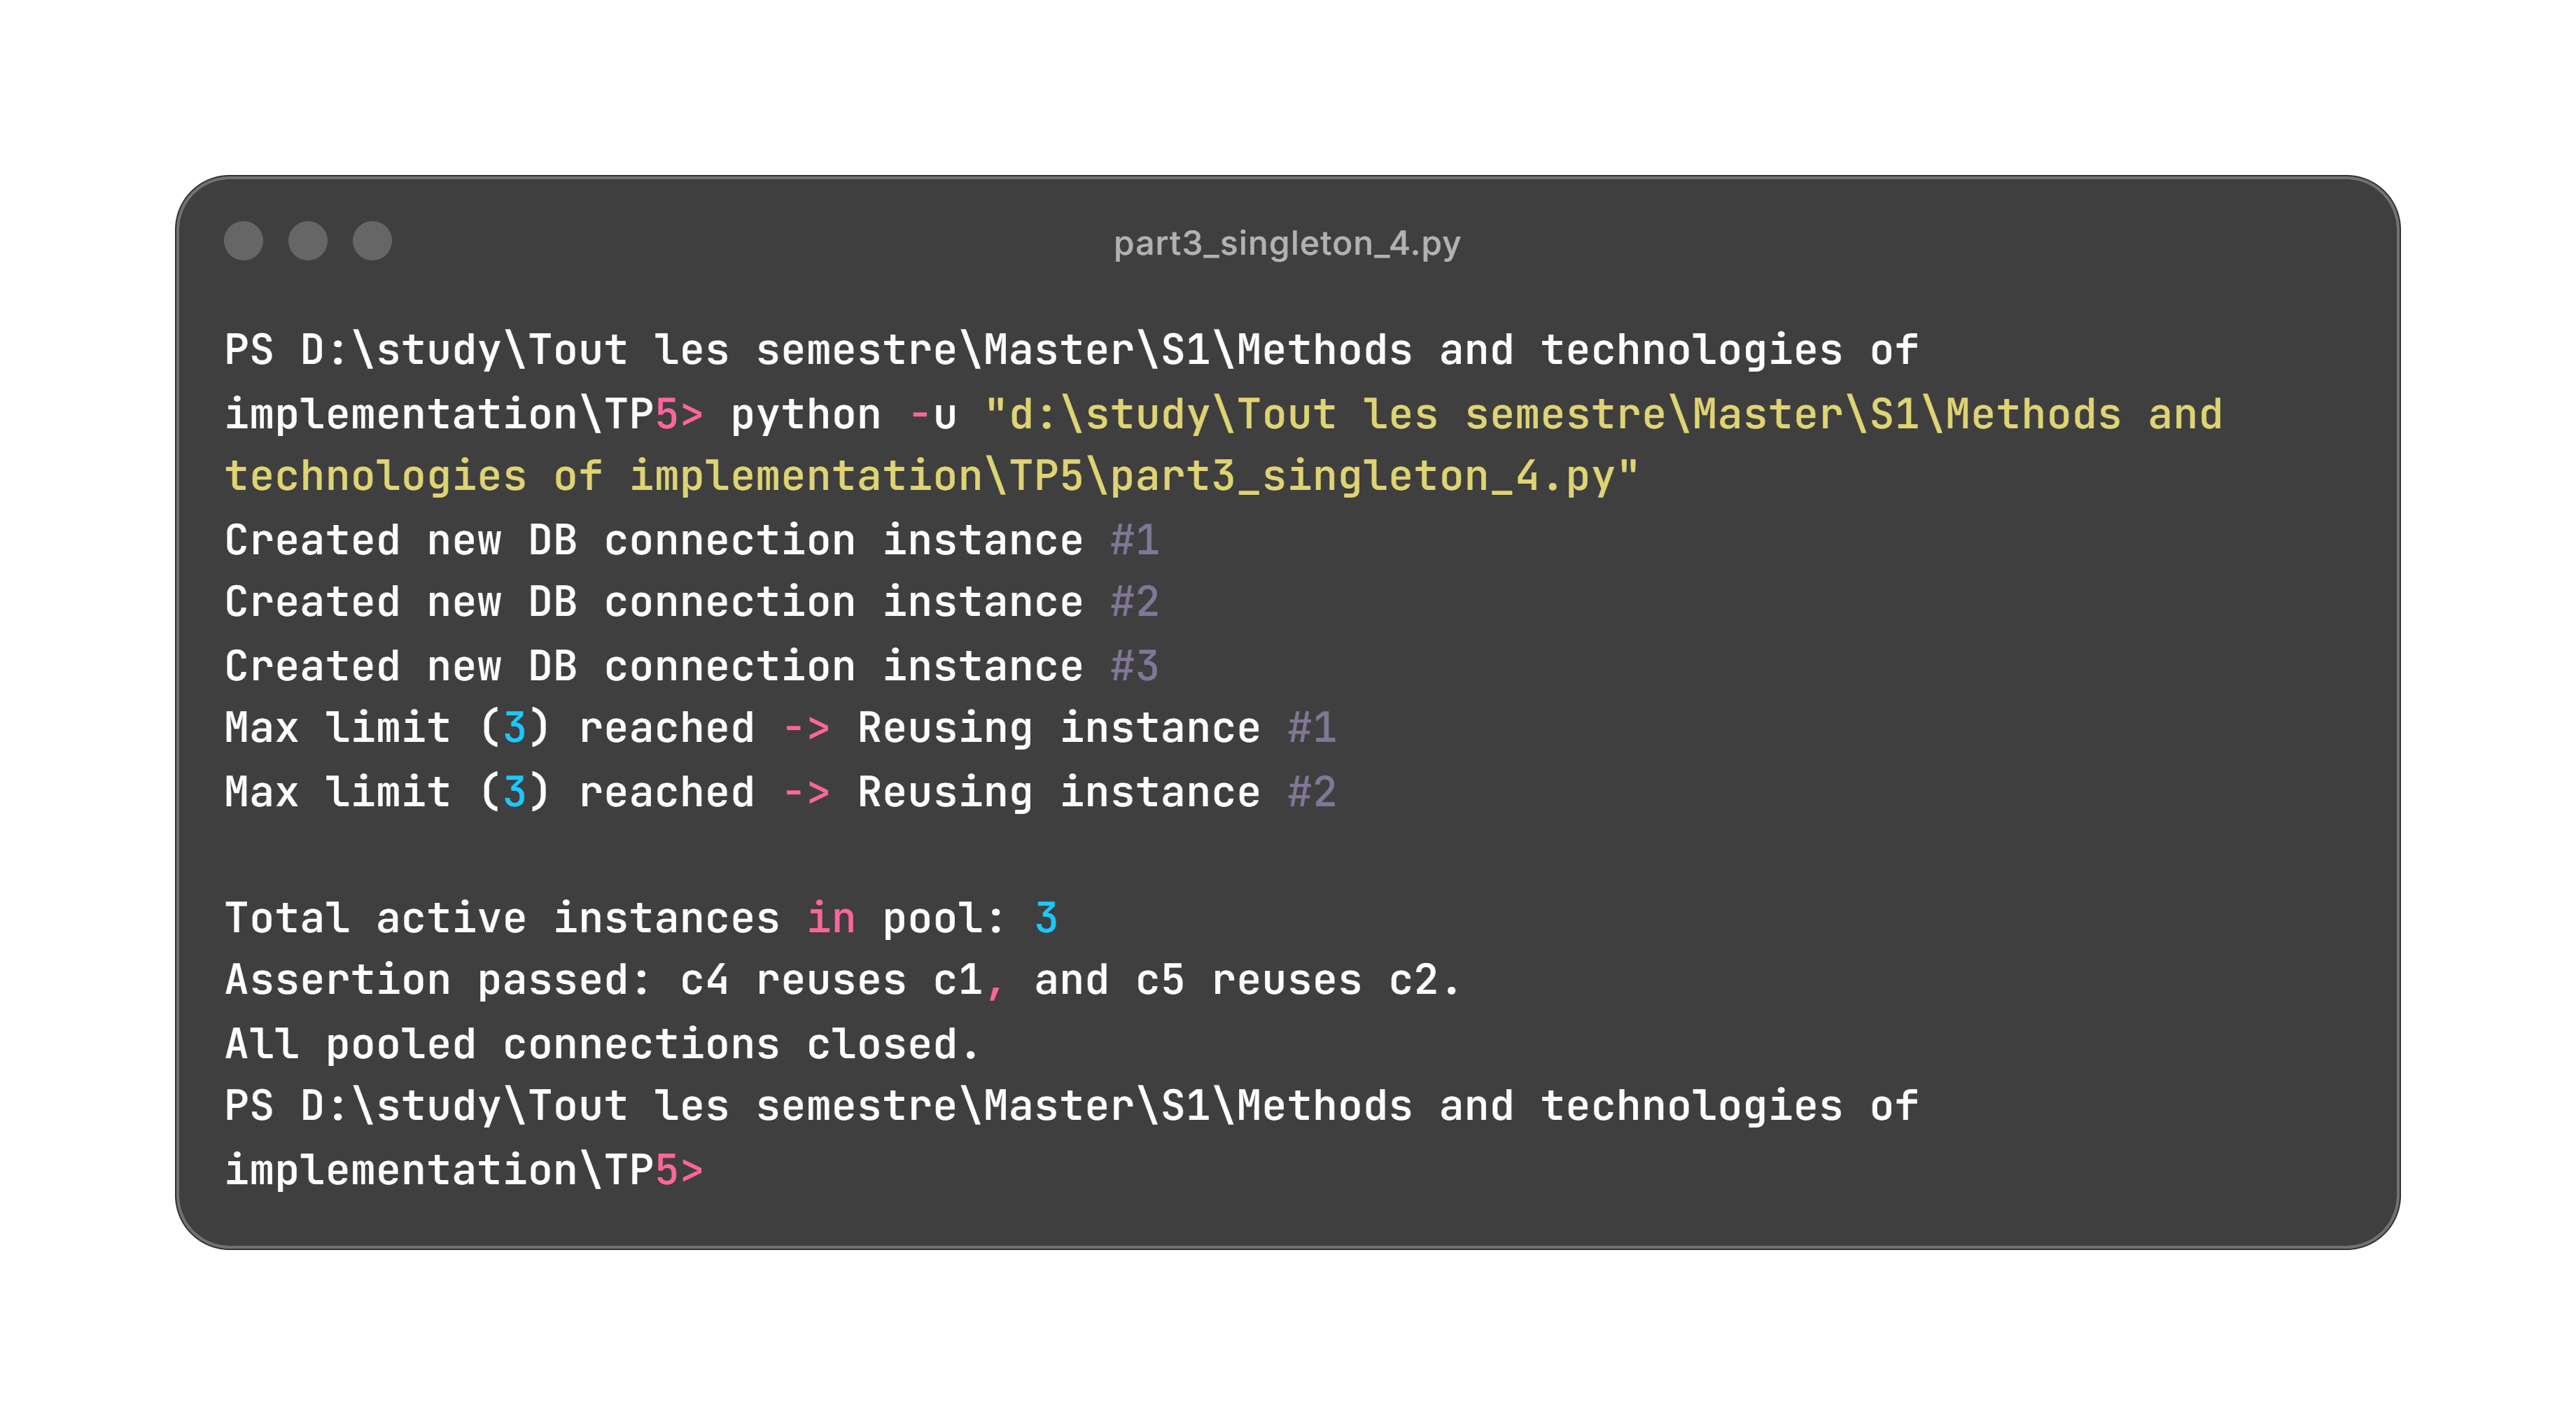 part3_singleton_4.py
PS D:\study\Tout les semestre\Master\S1\Methods and technologies of
implementation\TP5> python -u "d:\study\Tout les semestre\Master\S1\Methods and
technologies of implementation\TP5\part3_singleton_4.py"
Created new DB connection instance #1
Created new DB connection instance #2
Created new DB connection instance #3
Max limit (3) reached -> Reusing instance #1
Max limit (3) reached -> Reusing instance #2
Total active instances in pool: 3
Assertion passed: c4 reuses c1, and c5 reuses c2.
All pooled connections closed.
PS D:\study\Tout les semestre\Master\S1\Methods and technologies of
implementation\TP5>